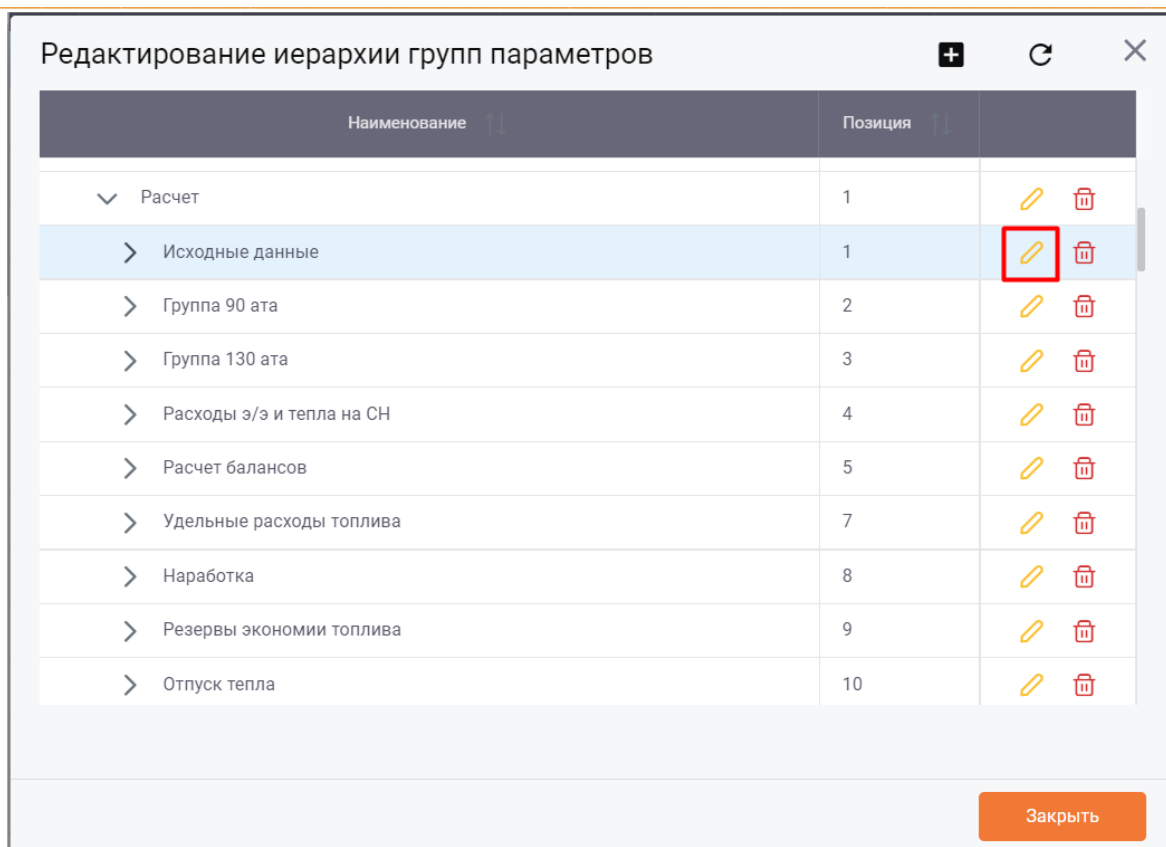 Редактирование иерархии групп параметров
Наименование Позиция
Расчет 1
Исходные данные 1
Группа 90 ата 2
Группа 130 ата 3
Расходы э/э и тепла на СН 4
Расчет балансов 5
Удельные расходы топлива 7
Наработка 8
Резервы экономии топлива 9
Отпуск тепла 10
Закрыть